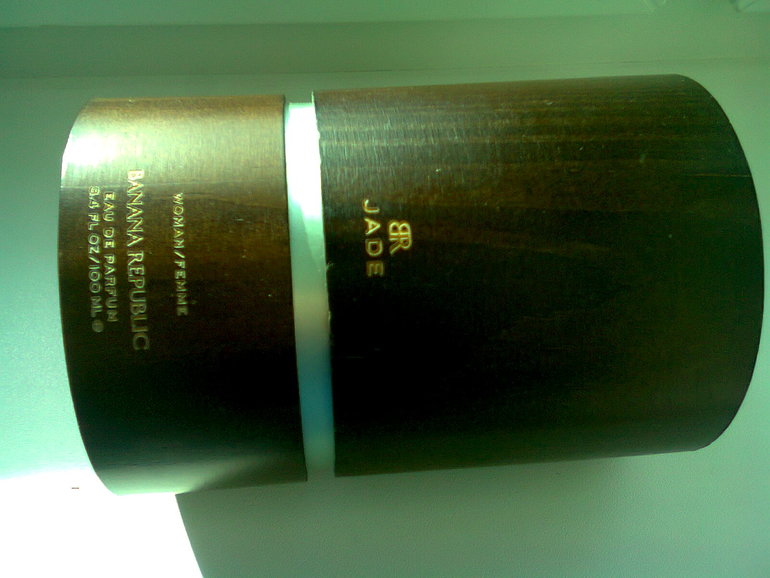 BR
JADE
WOMAN/FEMME
BANANA REPUBLIC
EAU DE PARFUM
3.4 FL OZ/100 ML ℮